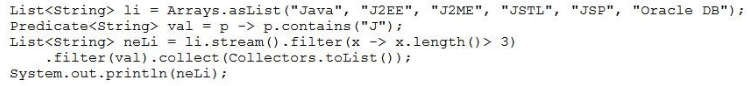 List<String> li = Arrays.asList("Java", "J2EE", "J2ME", "JSTL", "JSP", "Oracle DB");
Predicate<String> val = p -> p.contains("J");
List<String> neLi = li.stream().filter(x -> x.length()> 3)
    .filter(val).collect(Collectors.toList());
System.out.println(neLi);